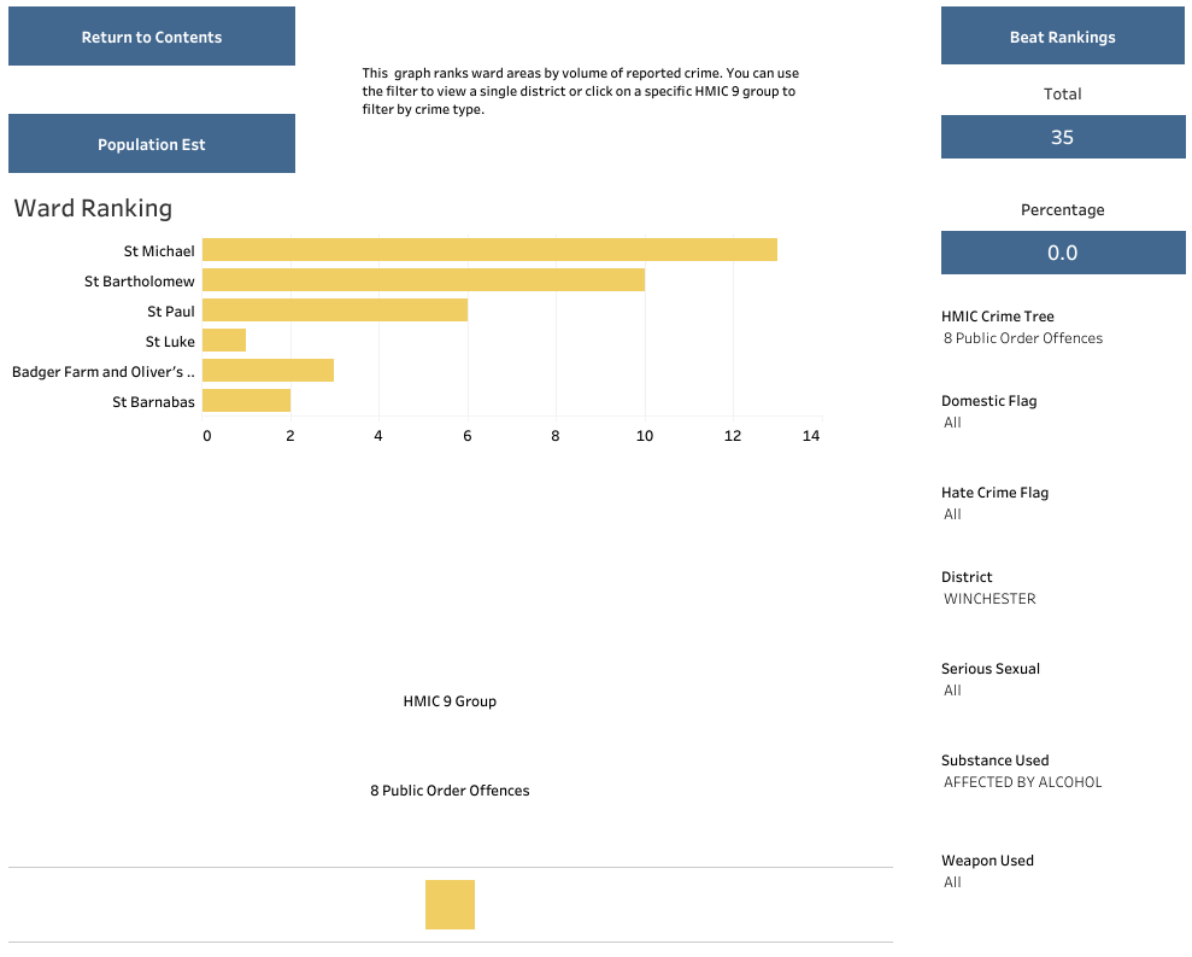 Return to Contents
Beat Rankings
This graph ranks ward areas by volume of reported crime. You can use
the filter to view a single district or click on a specific HMIC 9 group to
filter by crime type.
Total
35
Population Est
Ward Ranking
Percentage
0.0
St Michael
St Bartholomew
St Paul
St Luke
Badger Farm and Oliver's ..
St Barnabas
0 2 4 6 8 10 12 14
HMIC Crime Tree
8 Public Order Offences
Domestic Flag
All
Hate Crime Flag
All
District
WINCHESTER
Serious Sexual
All
HMIC 9 Group
8 Public Order Offences
Substance Used
AFFECTED BY ALCOHOL
Weapon Used
All